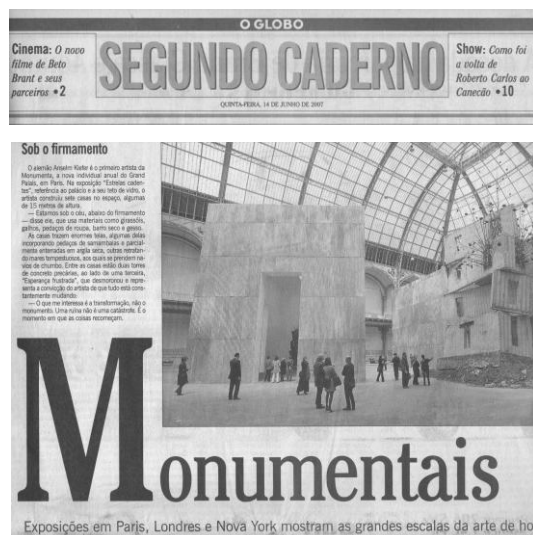 O GLOBO
Cinema: O novo
filme de Beto
Brant e seus
parceiros • 2
SEGUNDO CADERNO
QUINTA-FEIRA, 14 DE JUNHO DE 2007
Show: Como foi
a volta de
Roberto Carlos ao
Canecão • 10
Sob o firmamento
O alemão Anselm Kiefer é o primeiro artista da
Monumenta, a nova individual anual do Grand
Palais, em Paris. Na exposição "Estrelas caden-
tes", referência ao palácio e a seu teto de vidro, o
artista construiu sete casas no espaço, algumas
de 15 metros de altura.
— Estamos sob o céu, abaixo do firmamento
— disse ele, que usa materiais como girassóis,
galhos, pedaços de roupa, barro seco e gesso.
As casas trazem enormes telas, algumas delas
incorporando pedaços de samambaias e parcial-
mente enterradas em argila seca, outras retratan-
do mares tempestuosos, aos quais se prendem na-
vios de chumbo. Entre as casas estão duas torres
de concreto precárias, ao lado de uma terceira,
"Esperança frustrada", que desmoronou e repre-
senta a convicção do artista de que tudo está cons-
tantemente mudando.
— O que me interessa é a transformação, não o
monumento. Uma ruína não é uma catástrofe. É o
momento em que as coisas recomeçam.
Monumentais
Exposições em Paris, Londres e Nova York mostram as grandes escalas da arte de ho